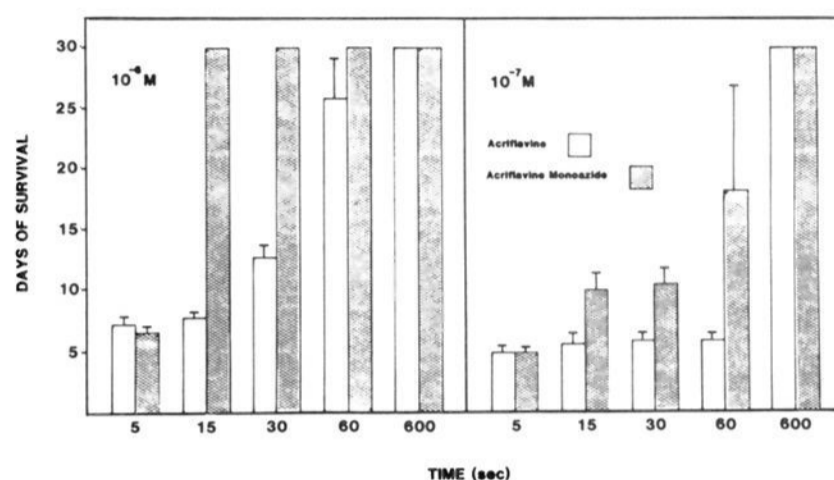 DAYS OF SURVIVAL
30
25
20
15
10
5
10⁻⁶M
10⁻⁷M
Acriflavine
Acriflavine Monoazide
5 15 30 60 600 5 15 30 60 600
TIME (sec)